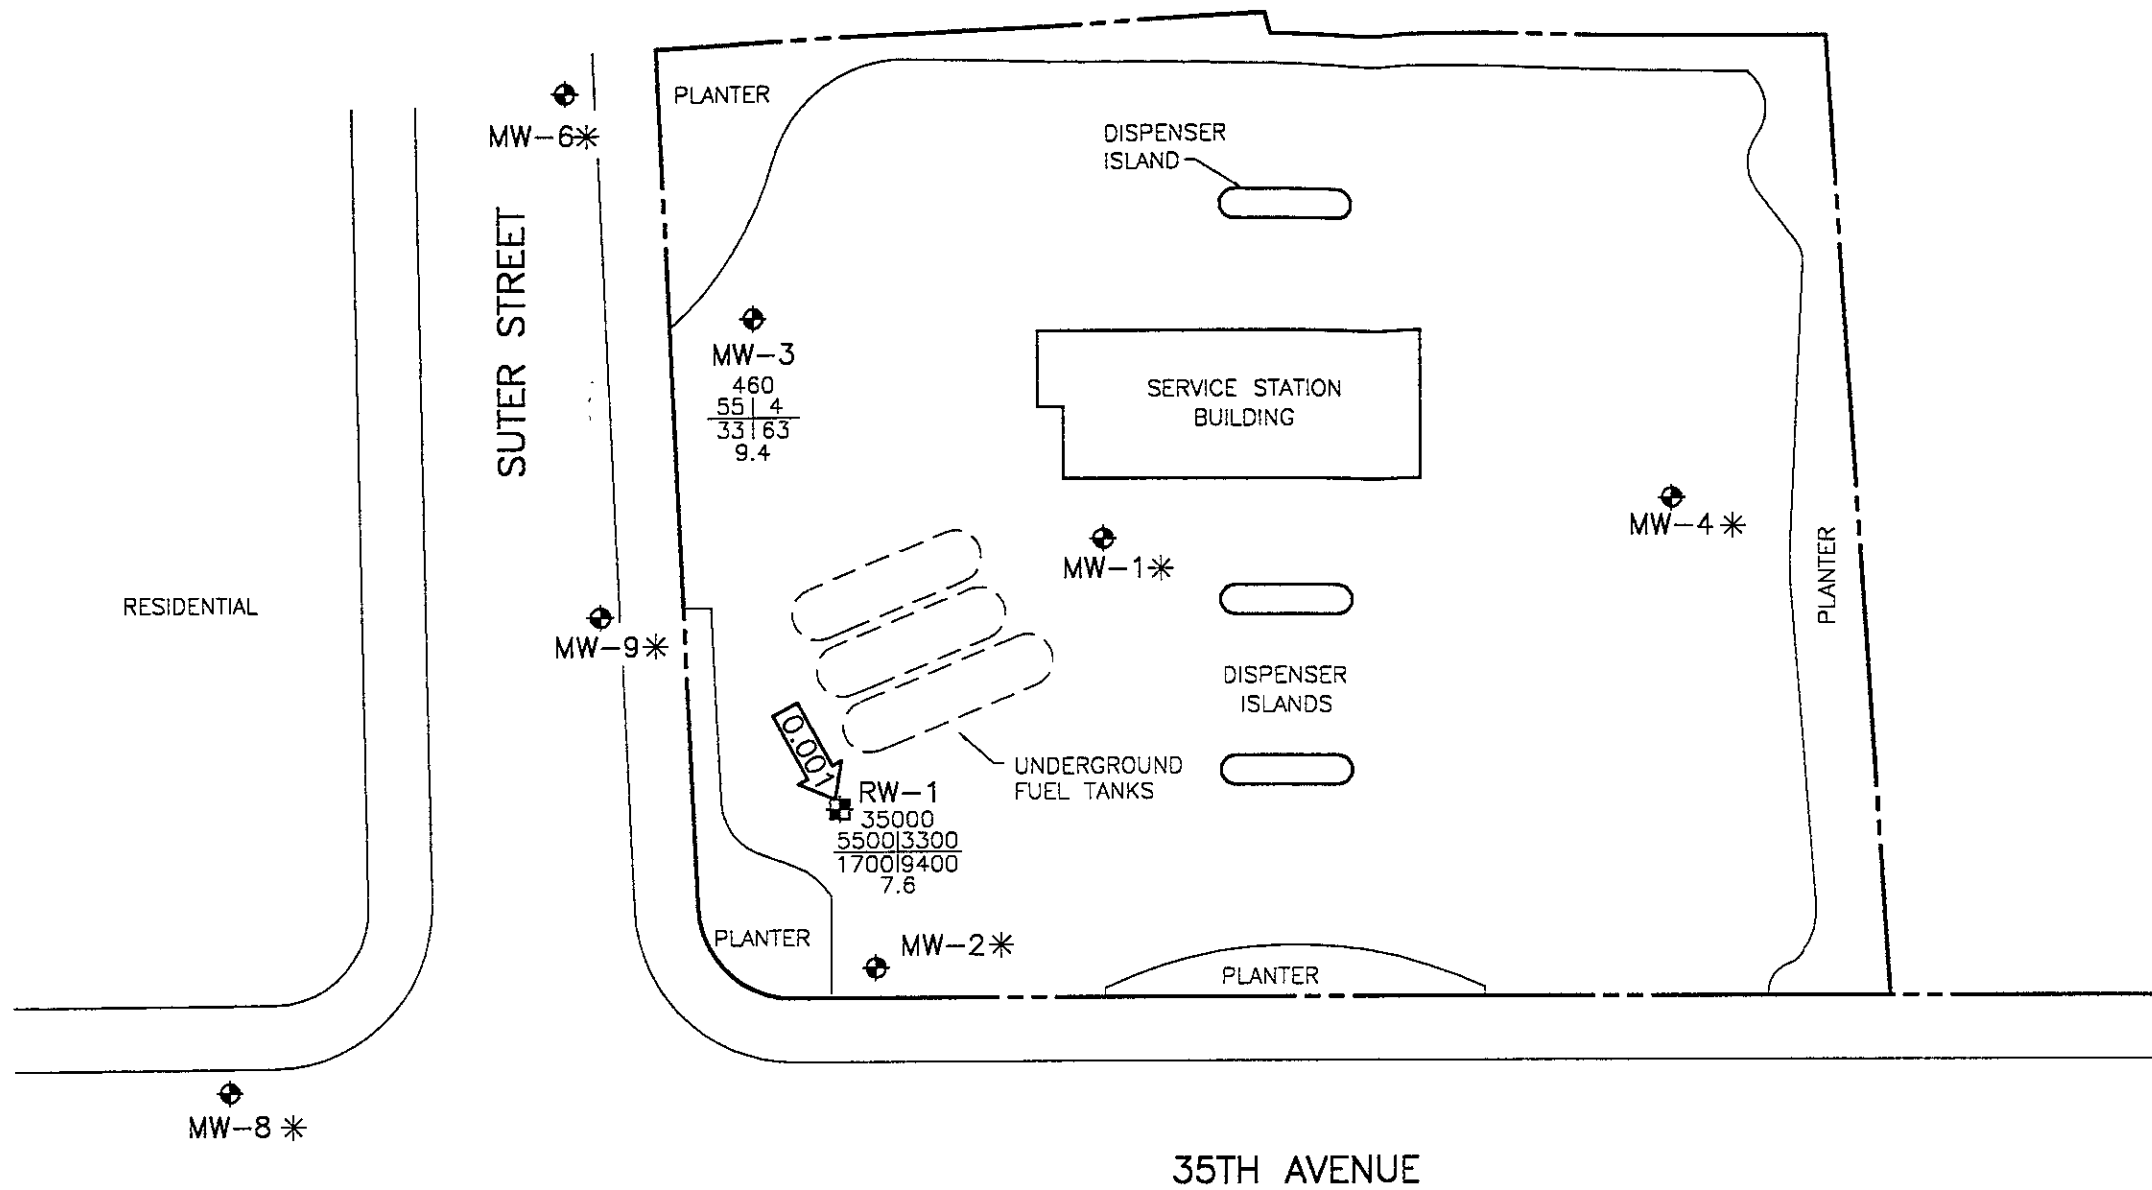 PLANTER
MW-6*
DISPENSER
ISLAND
SUTER STREET
MW-3
460
55|4
33|63
9.4
SERVICE STATION
BUILDING
MW-4*
MW-1*
PLANTER
RESIDENTIAL
MW-9*
DISPENSER
ISLANDS
0.001
UNDERGROUND
FUEL TANKS
RW-1
35000
5500|3300
1700|9400
7.6
PLANTER
MW-2*
PLANTER
MW-8*
35TH AVENUE